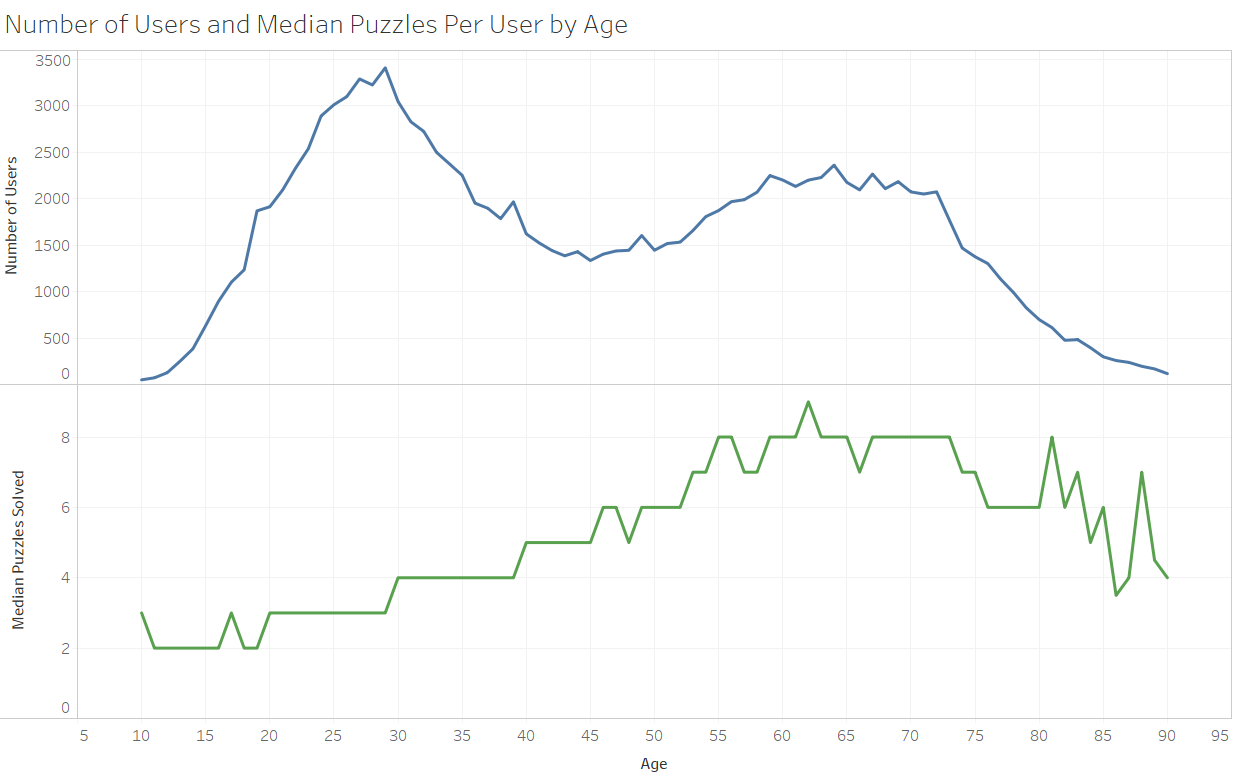 Number of Users and Median Puzzles Per User by Age
3500
3000
2500
2000
1500
1000
500
0
Number of Users
8
6
4
2
0
Median Puzzles Solved
5 10 15 20 25 30 35 40 45 50 55 60 65 70 75 80 85 90 95
Age